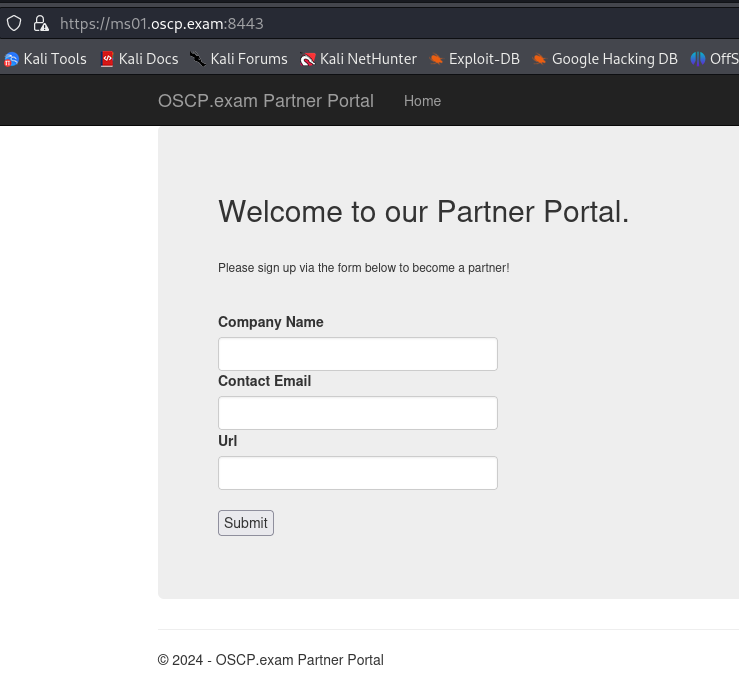 https://ms01.oscp.exam:8443
Kali Tools Kali Docs Kali Forums Kali NetHunter Exploit-DB Google Hacking DB OffS
OSCP.exam Partner Portal Home
Welcome to our Partner Portal.
Please sign up via the form below to become a partner!
Company Name
Contact Email
Url
Submit
© 2024 - OSCP.exam Partner Portal